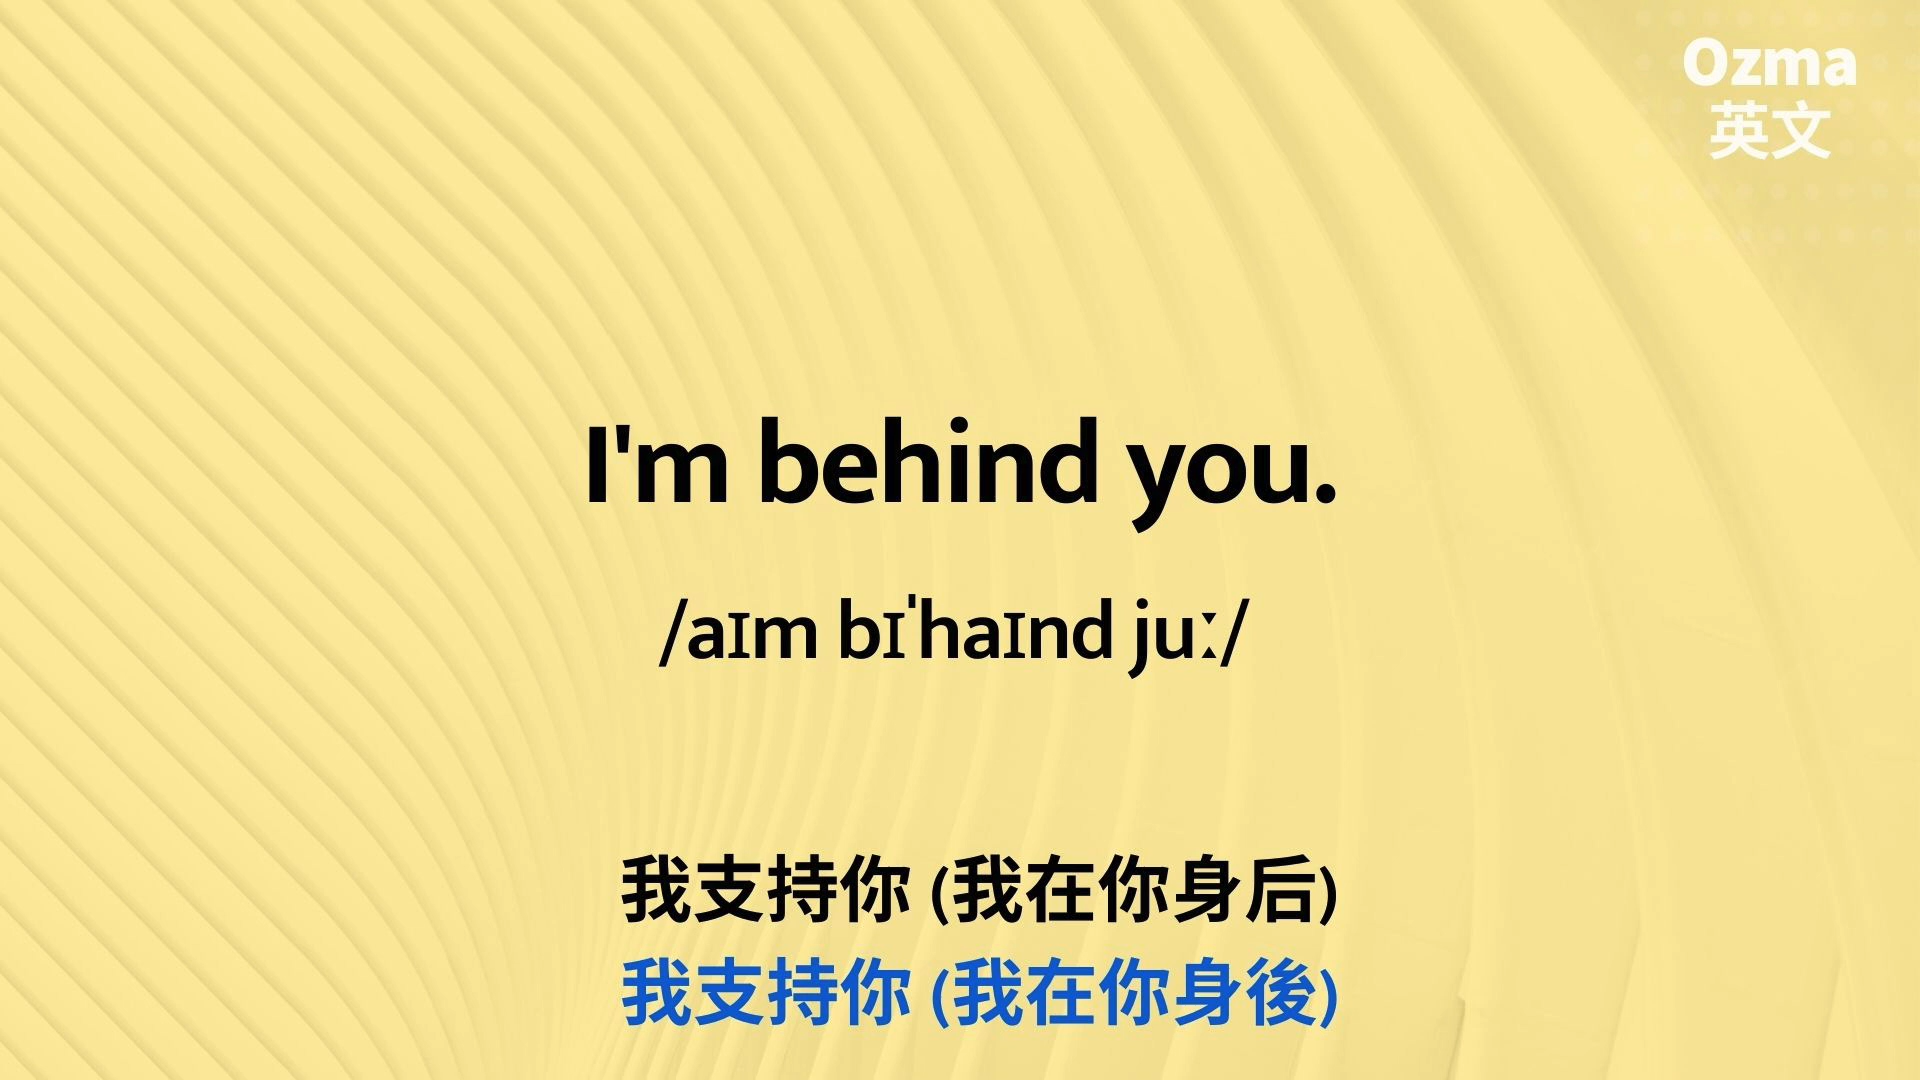 Ozma
英文
I'm behind you.
/aɪm bɪˈhaɪnd juː/
我支持你 (我在你身后)
我支持你 (我在你身後)